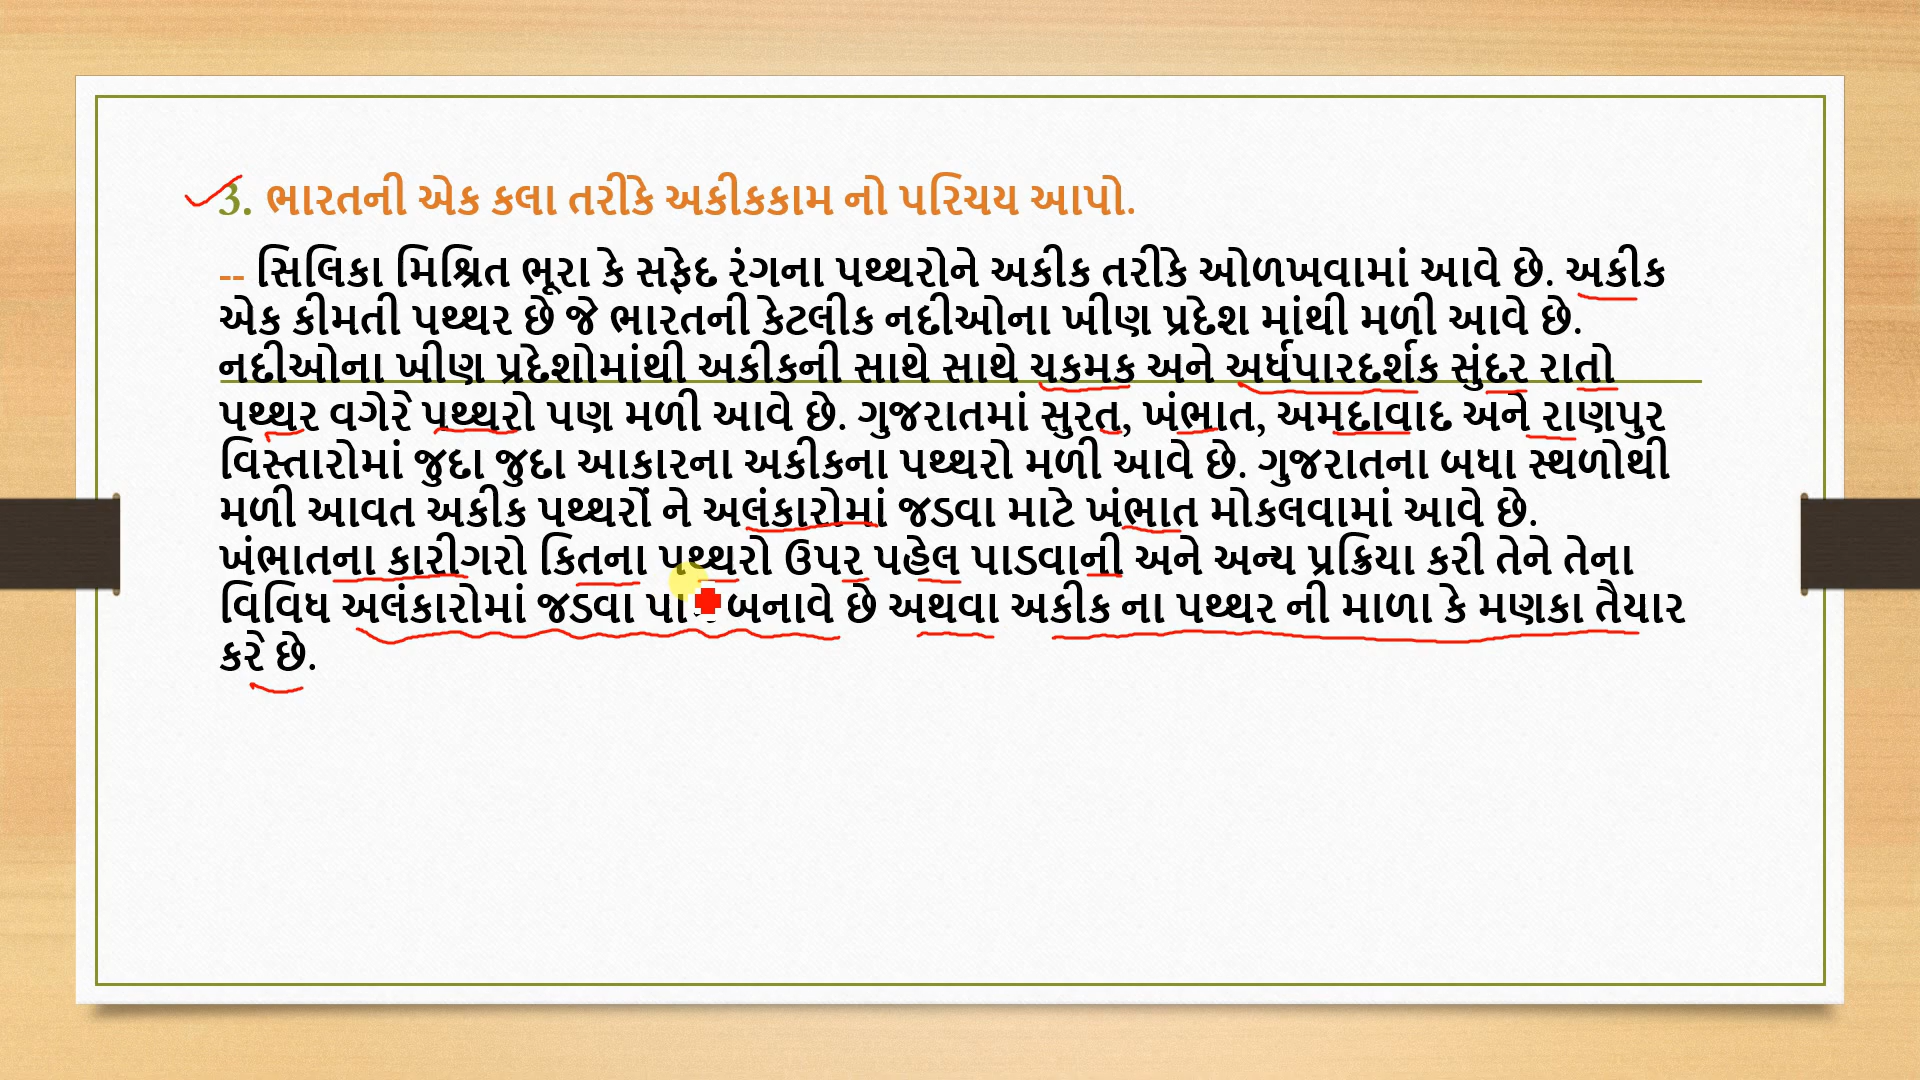 3. ભારતની એક કલા તરીકે અકીકકામ નો પરિચય આપો.
-- સિલિકા મિશ્રિત ભૂરા કે સફેદ રંગના પથ્થરોને અકીક તરીકે ઓળખવામાં આવે છે. અકીક
એક કીમતી પથ્થર છે જે ભારતની કેટલીક નદીઓના ખીણ પ્રદેશ માંથી મળી આવે છે.
નદીઓના ખીણ પ્રદેશોમાંથી અકીકની સાથે સાથે ચકમક અને અર્ધપારદર્શક સુંદર રાતો
પથ્થર વગેરે પથ્થરો પણ મળી આવે છે. ગુજરાતમાં સુરત, ખંભાત, અમદાવાદ અને રાણપુર
વિસ્તારોમાં જુદા જુદા આકારના અકીકના પથ્થરો મળી આવે છે. ગુજરાતના બધા સ્થળોથી
મળી આવત અકીક પથ્થરોં ને અલંકારોમાં જડવા માટે ખંભાત મોકલવામાં આવે છે.
ખંભાતના કારીગરો કિતના પથ્થરો ઉપર પહેલ પાડવાની અને અન્ય પ્રક્રિયા કરી તેને તેના
વિવિધ અલંકારોમાં જડવા બનાવે છે અથવા અકીક ના પથ્થર ની માળા કે મણકા તૈયાર
કરે છે.